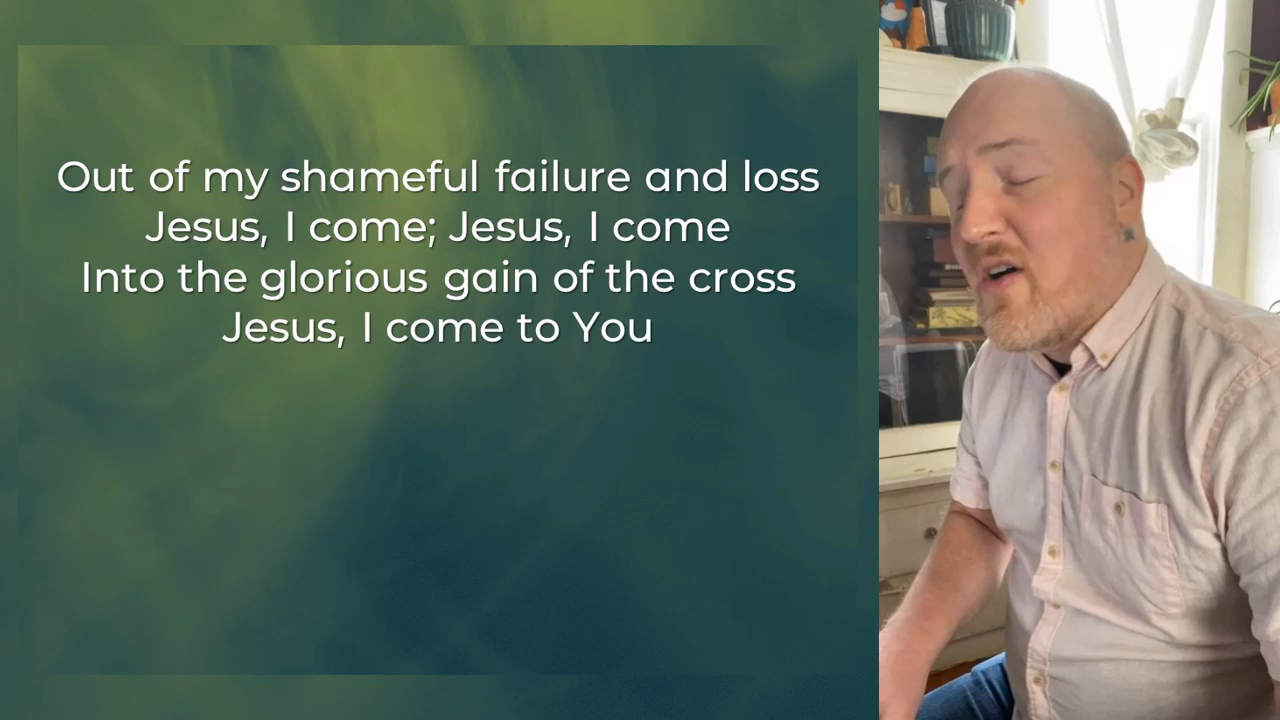 Out of my shameful failure and loss
Jesus, I come; Jesus, I come
Into the glorious gain of the cross
Jesus, I come to You